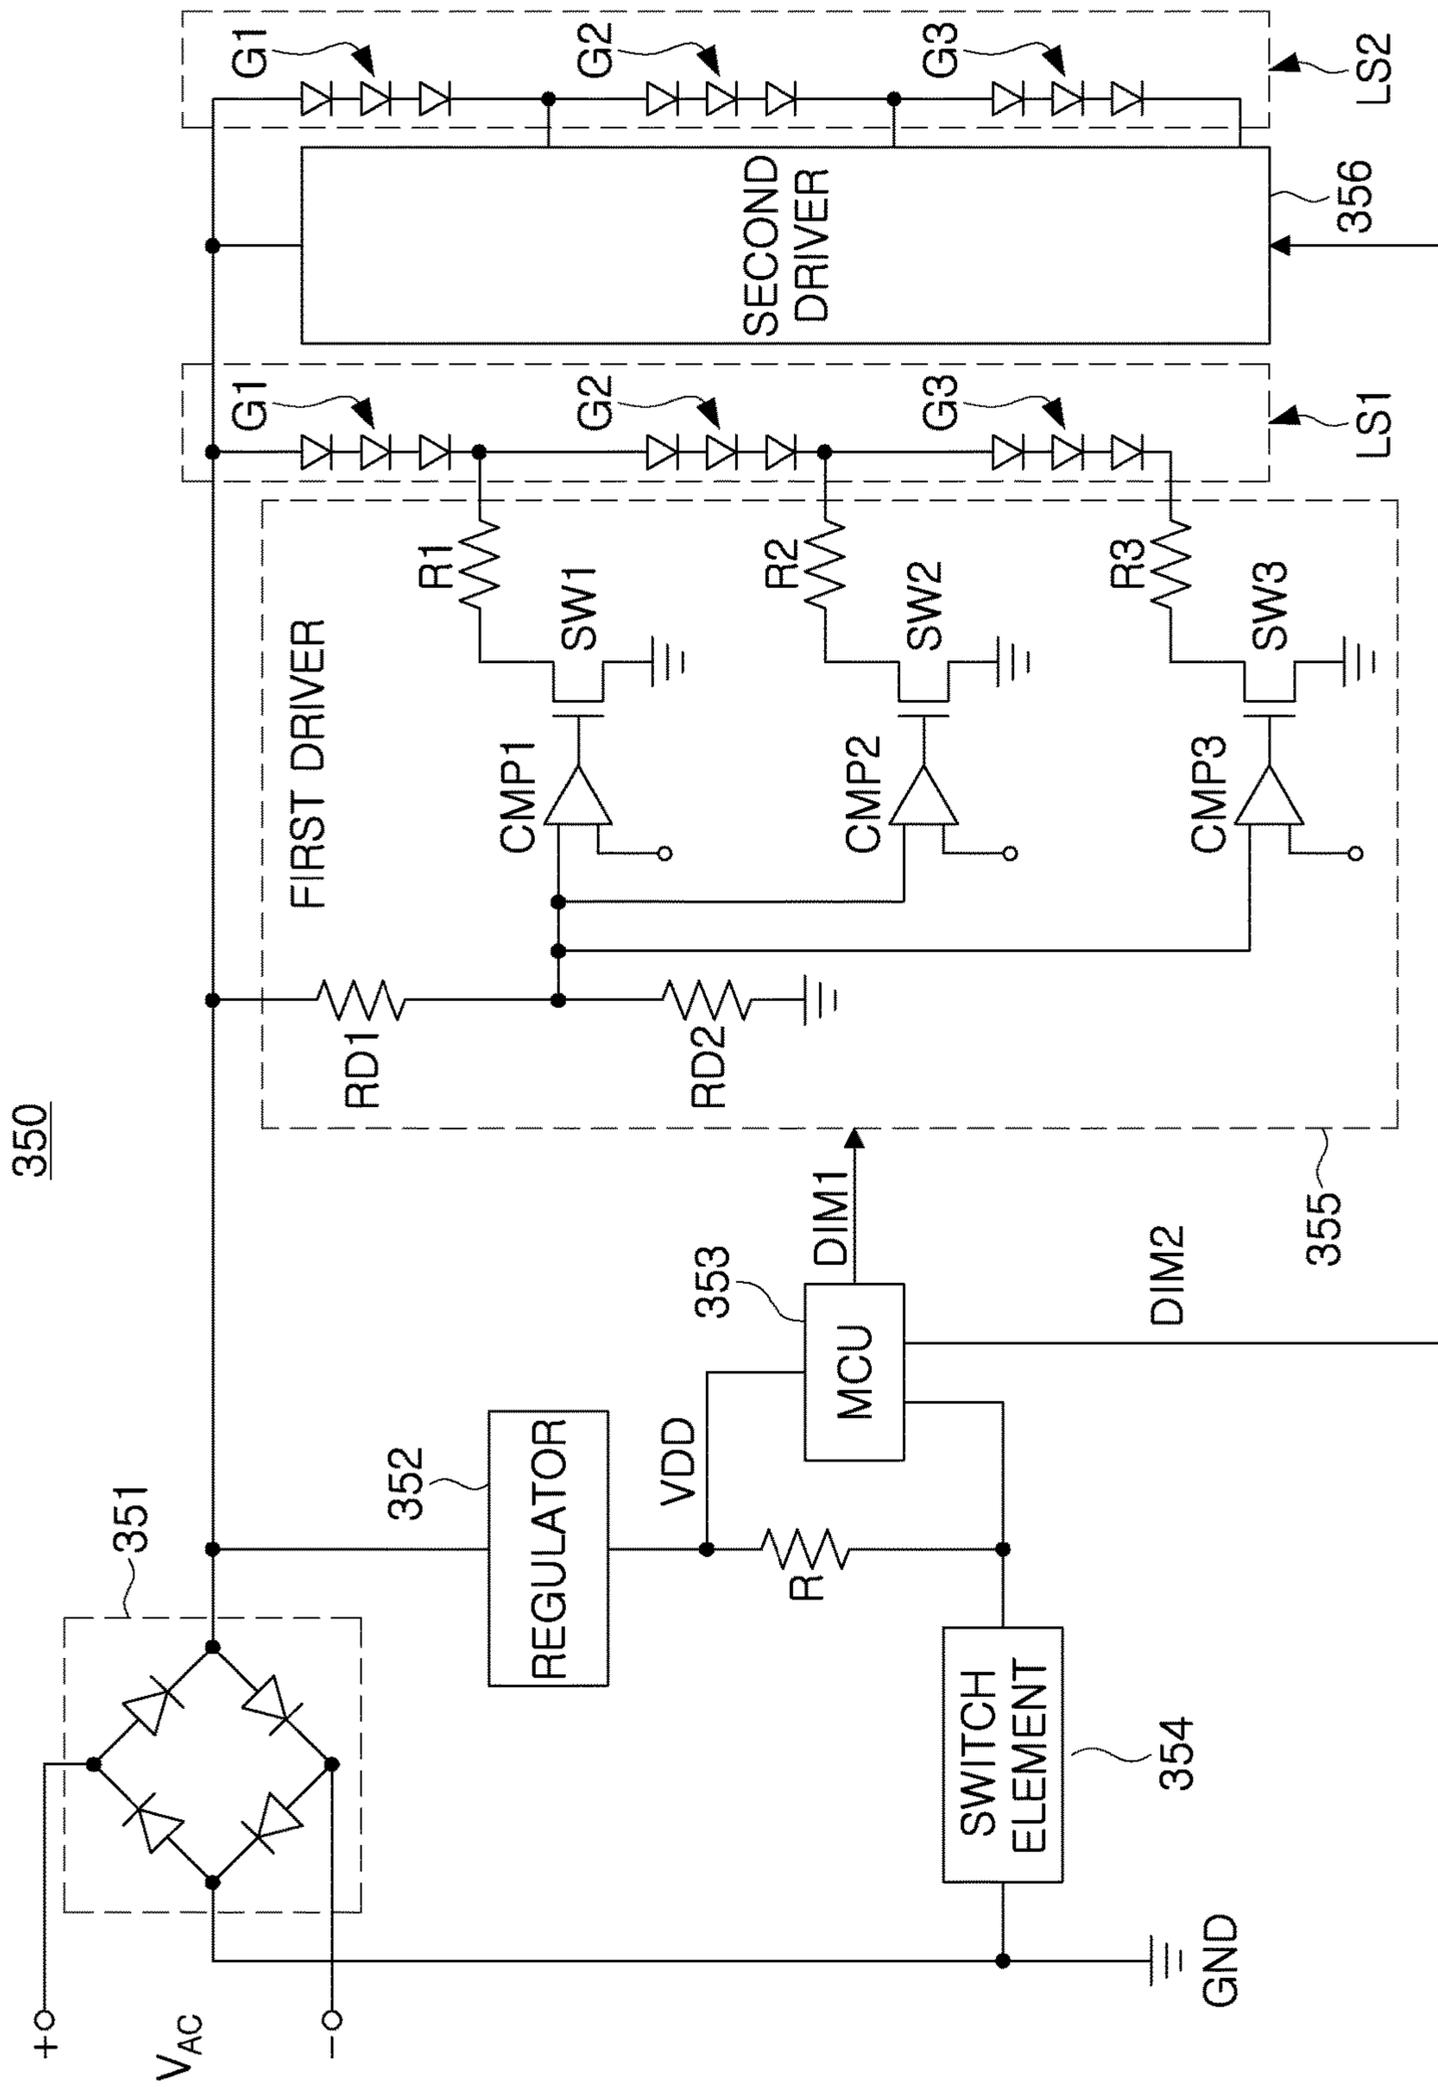 350
351
+
V_AC
-
352
REGULATOR
VDD
R
353
MCU
DIM1
SWITCH
ELEMENT
354
GND
DIM2
355
FIRST DRIVER
RD1
RD2
CMP1
SW1
R1
CMP2
SW2
R2
CMP3
SW3
R3
G1
G2
G3
LS1
SECOND
DRIVER
356
G1
G2
G3
LS2